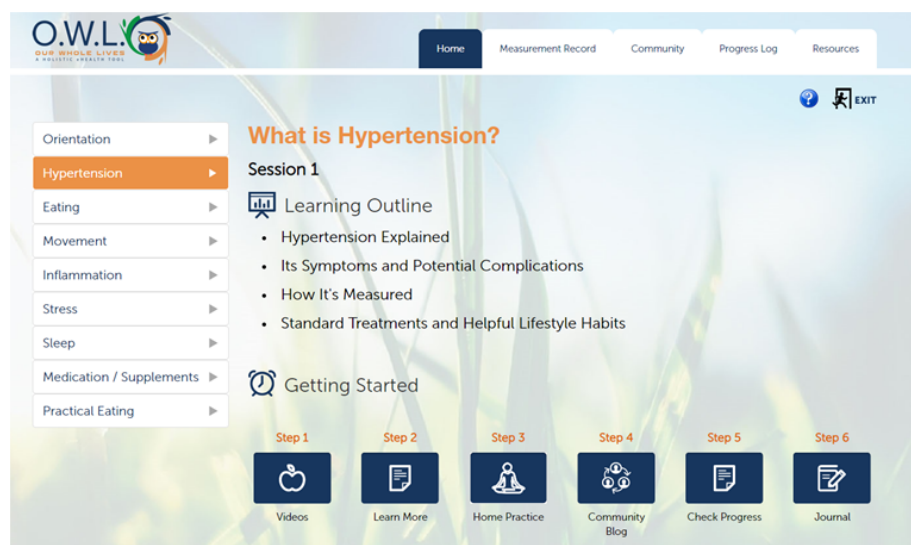 O.W.L.
OUR WHOLE LIVES
A HOLISTIC eHEALTH TOOL
Home
Measurement Record
Community
Progress Log
Resources
?
EXIT
Orientation
Hypertension
Eating
Movement
Inflammation
Stress
Sleep
Medication / Supplements
Practical Eating
What is Hypertension?
Session 1
Learning Outline
• Hypertension Explained
• Its Symptoms and Potential Complications
• How It's Measured
• Standard Treatments and Helpful Lifestyle Habits
Getting Started
Step 1
Step 2
Step 3
Step 4
Step 5
Step 6
Videos
Learn More
Home Practice
Community
Blog
Check Progress
Journal